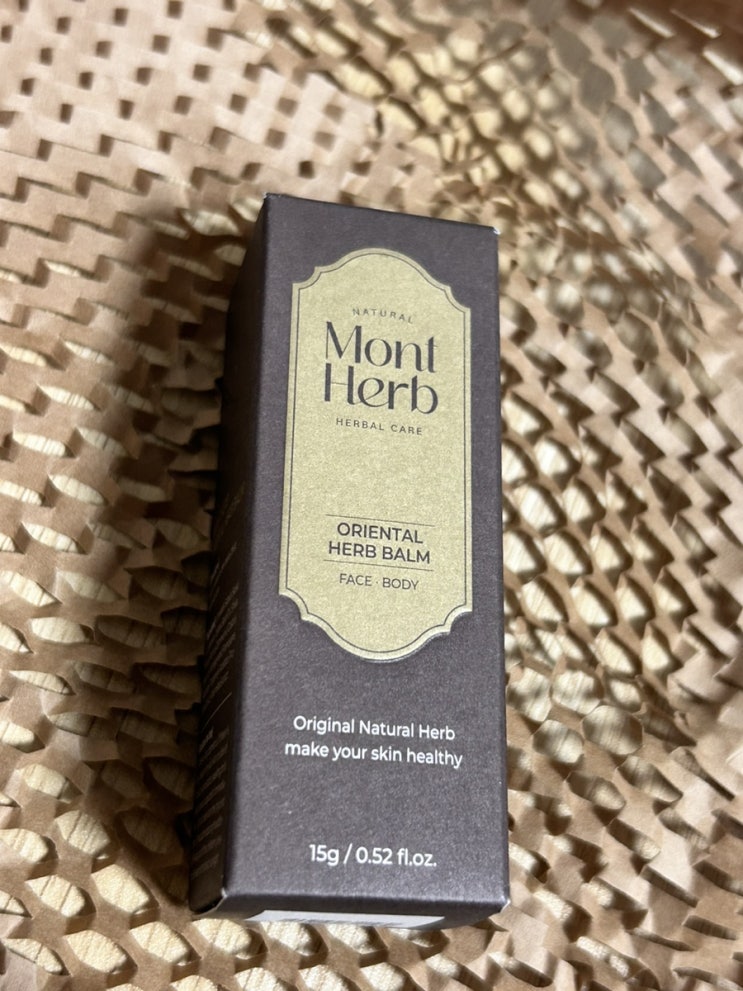 NATURAL
Mont
Herb
HERBAL CARE
ORIENTAL
HERB BALM
FACE · BODY
Original Natural Herb
make your skin healthy
15g / 0.52 fl.oz.